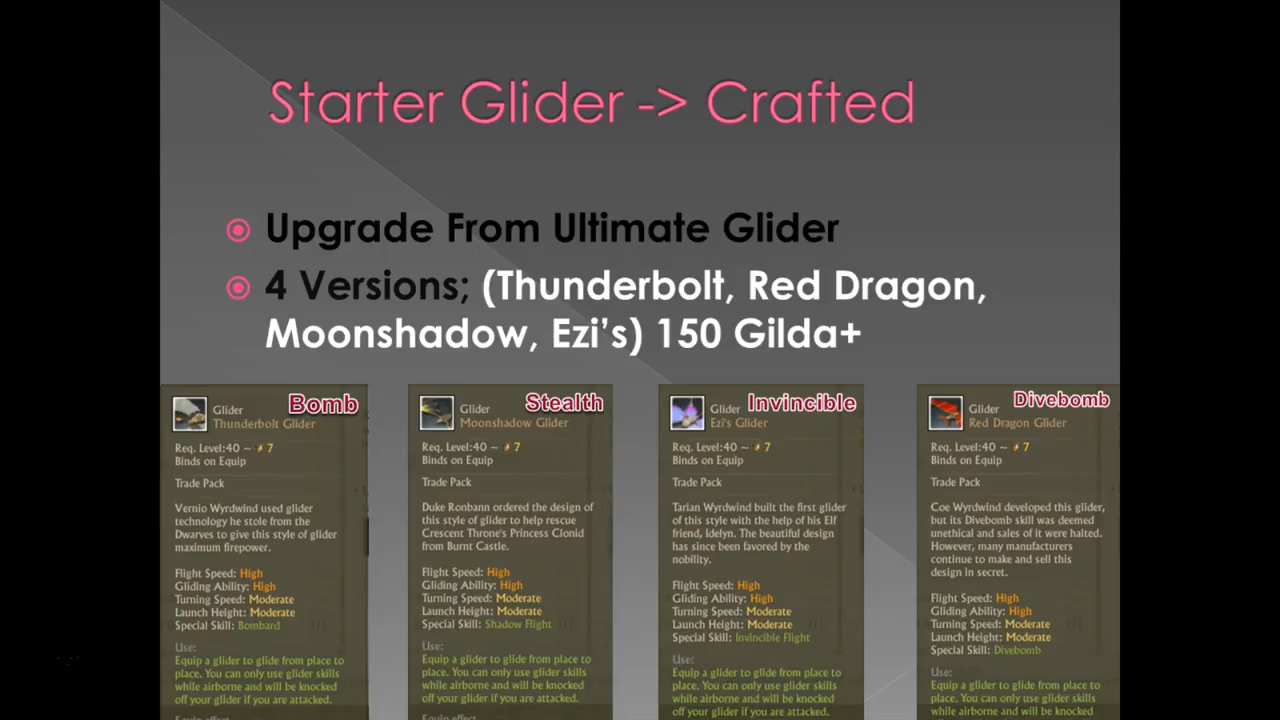 Starter Glider -> Crafted
Upgrade From Ultimate Glider
4 Versions; (Thunderbolt, Red Dragon,
Moonshadow, Ezi's) 150 Gilda+
Bomb
Glider
Thunderbolt Glider
Req. Level:40 ~ 7
Binds on Equip
Trade Pack
Vernio Wyrdwind used glider
technology he stole from the
Dwarves to give this style of glider
maximum firepower.
Flight Speed: High
Gliding Ability: High
Turning Speed: Moderate
Launch Height: Moderate
Special Skill: Bombard
Use:
Equip a glider to glide from place to
place. You can only use glider skills
while airborne and will be knocked
off your glider if you are attacked.
Equip effect
Stealth
Glider
Moonshadow Glider
Req. Level:40 ~ 7
Binds on Equip
Trade Pack
Duke Ronbann ordered the design of
this style of glider to help rescue
Crescent Throne's Princess Clonid
from Burnt Castle.
Flight Speed: High
Gliding Ability: High
Turning Speed: Moderate
Launch Height: Moderate
Special Skill: Shadow Flight
Use:
Equip a glider to glide from place to
place. You can only use glider skills
while airborne and will be knocked
off your glider if you are attacked.
Equip effect
Invincible
Glider
Ezi's Glider
Req. Level:40 ~ 7
Binds on Equip
Trade Pack
Tarian Wyrdwind built the first glider
of this style with the help of his Elf
friend, Idelyn. The beautiful design
has since been favored by the
nobility.
Flight Speed: High
Gliding Ability: High
Turning Speed: Moderate
Launch Height: Moderate
Special Skill: Invincible Flight
Use:
Equip a glider to glide from place to
place. You can only use glider skills
while airborne and will be knocked
off your glider if you are attacked.
Divebomb
Glider
Red Dragon Glider
Req. Level:40 ~ 7
Binds on Equip
Trade Pack
Coe Wyrdwind developed this glider,
but its Divebomb skill was deemed
unethical and sales of it were halted.
However, many manufacturers
continue to make and sell this
design in secret.
Flight Speed: High
Gliding Ability: High
Turning Speed: Moderate
Launch Height: Moderate
Special Skill: Divebomb
Use:
Equip a glider to glide from place to
place. You can only use glider skills
while airborne and will be knocked